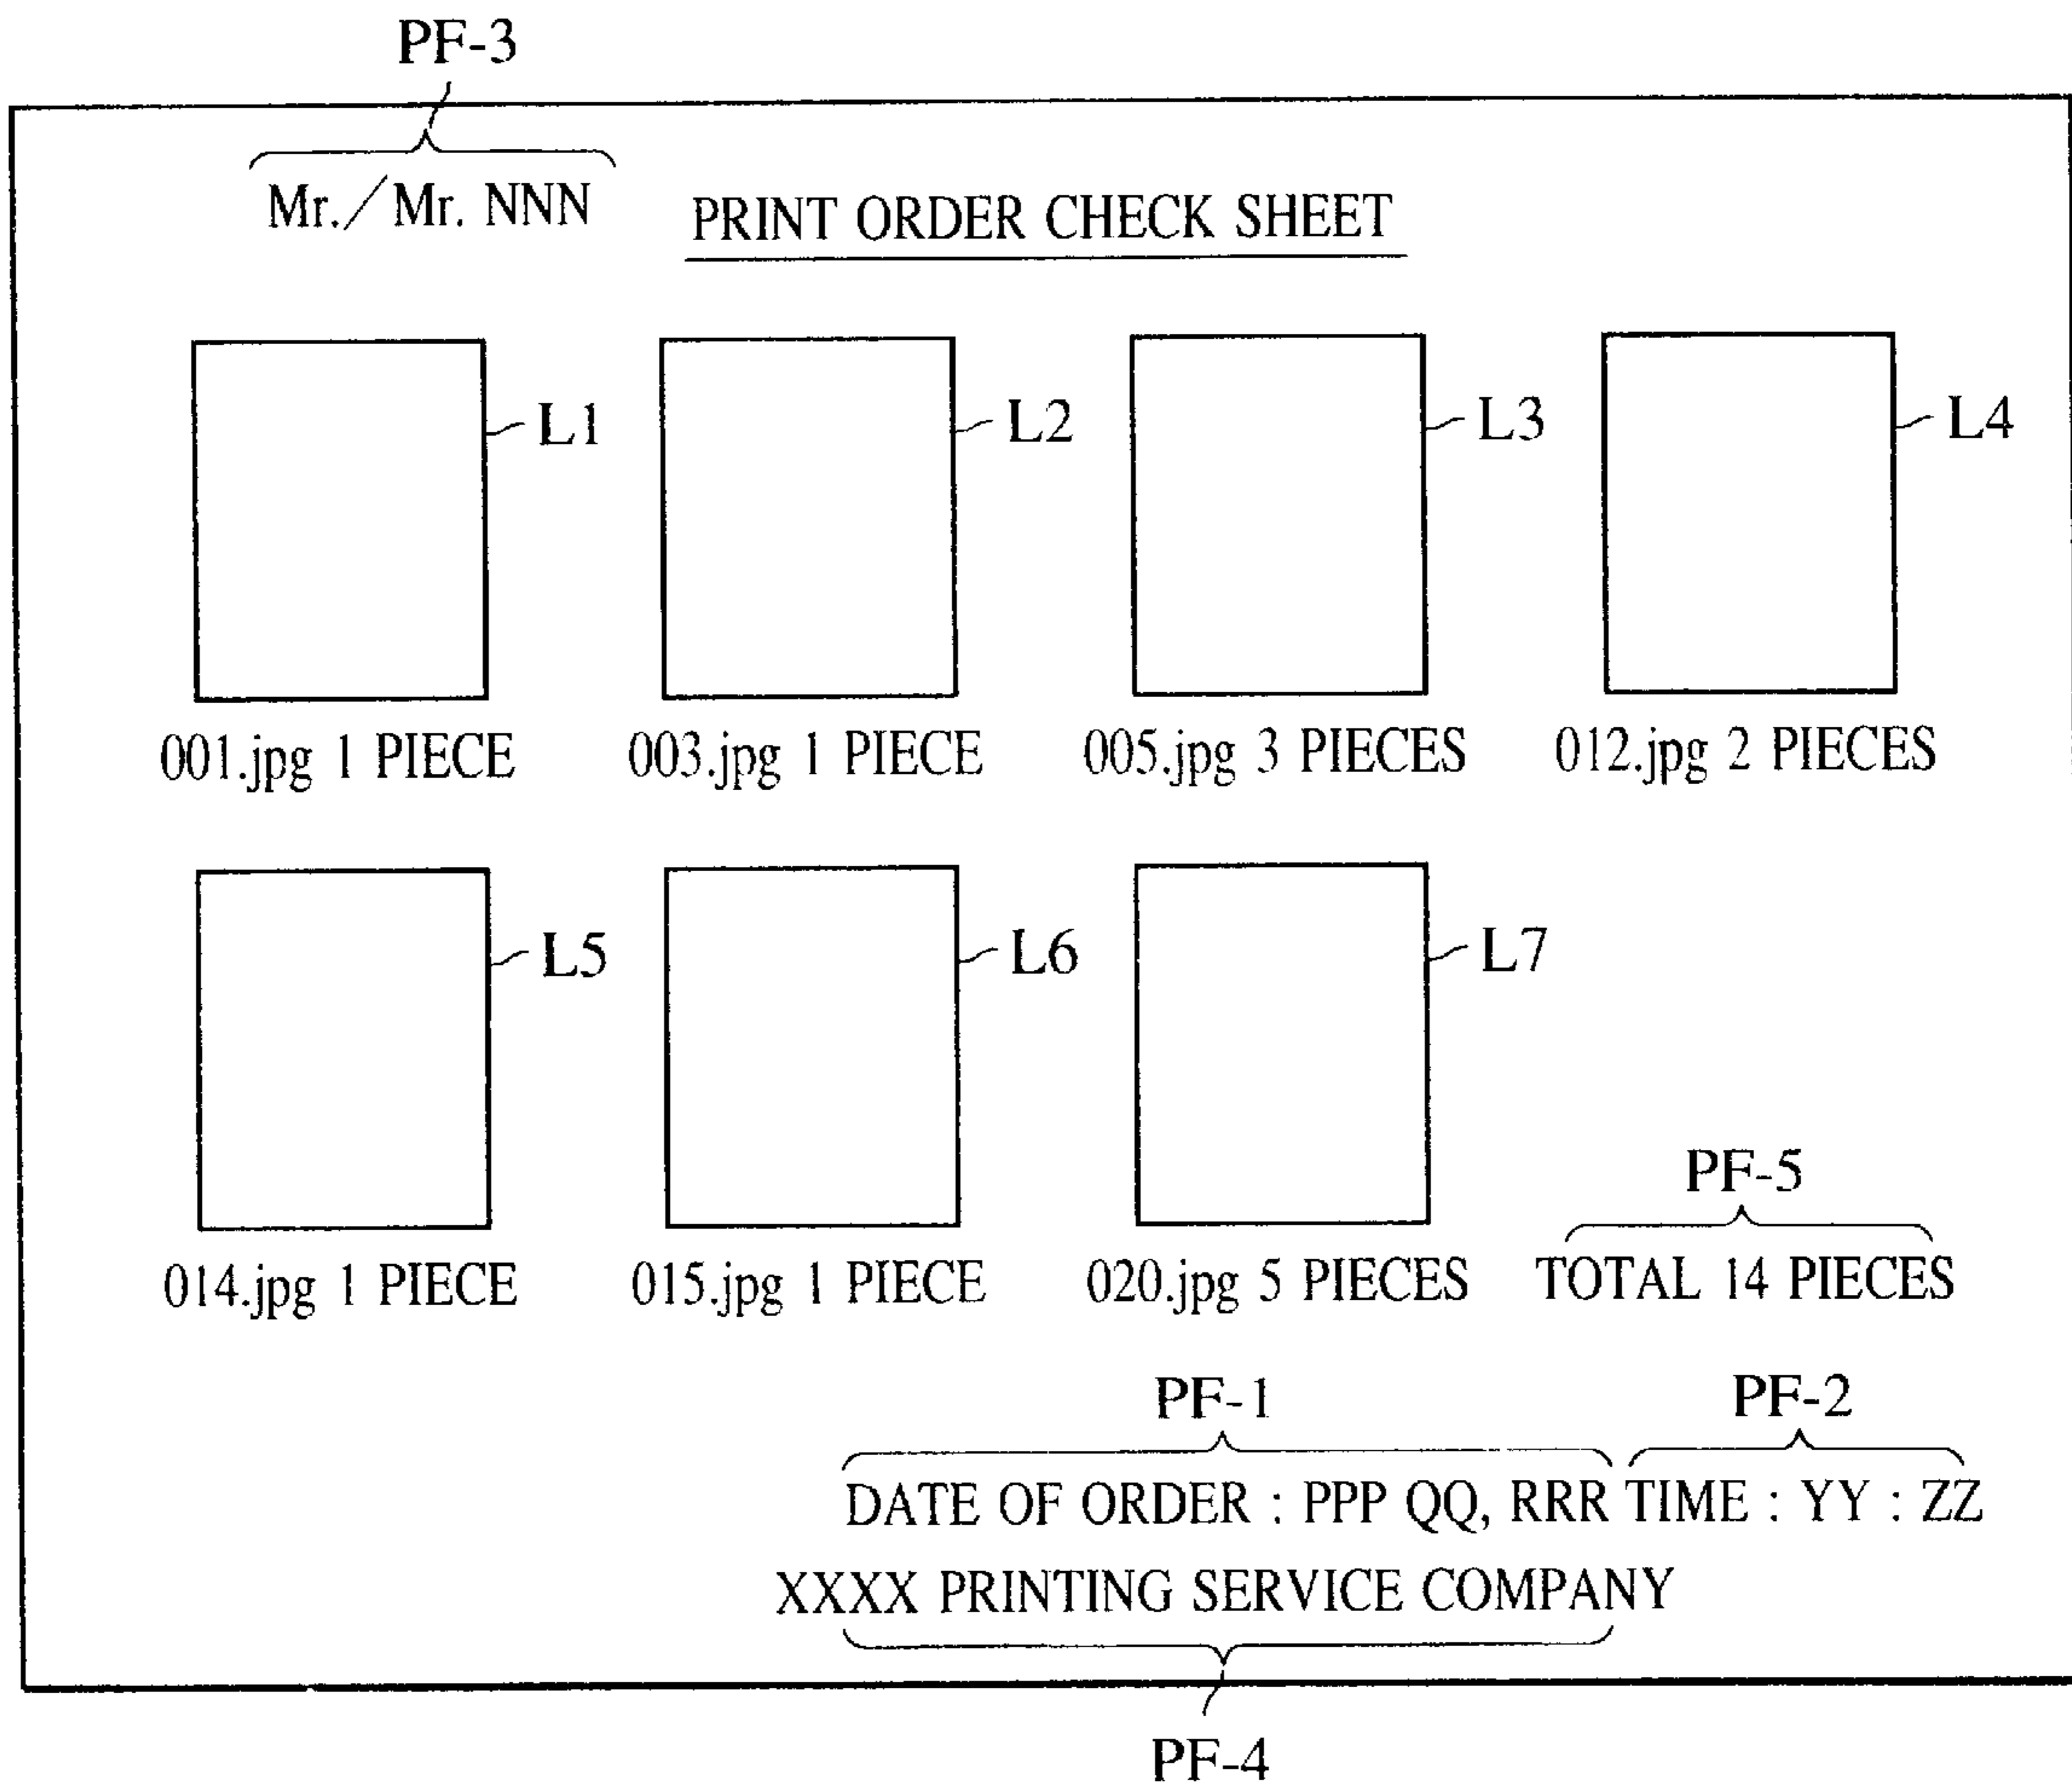 PF-3
Mr./Mr. NNN
PRINT ORDER CHECK SHEET
L1
L2
L3
L4
001.jpg 1 PIECE
003.jpg 1 PIECE
005.jpg 3 PIECES
012.jpg 2 PIECES
L5
L6
L7
014.jpg 1 PIECE
015.jpg 1 PIECE
020.jpg 5 PIECES
PF-5
TOTAL 14 PIECES
PF-1
PF-2
DATE OF ORDER : PPP QQ, RRR TIME : YY : ZZ
XXXX PRINTING SERVICE COMPANY
PF-4